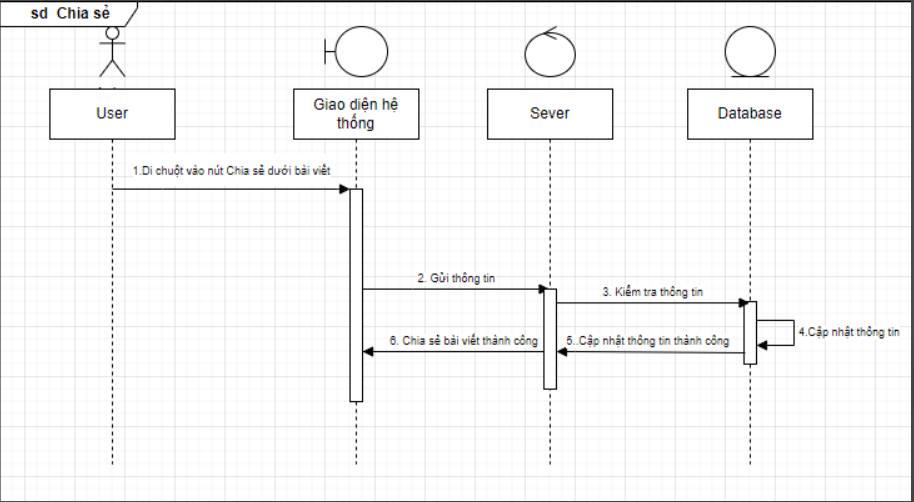 sd Chia sẻ
User
Giao diện hệ
thống
Sever
Database
1.Di chuột vào nút Chia sẻ dưới bài viết
2. Gửi thông tin
3. Kiểm tra thông tin
4.Cập nhật thông tin
5..Cập nhật thông tin thành công
6. Chia sẻ bài viết thành công